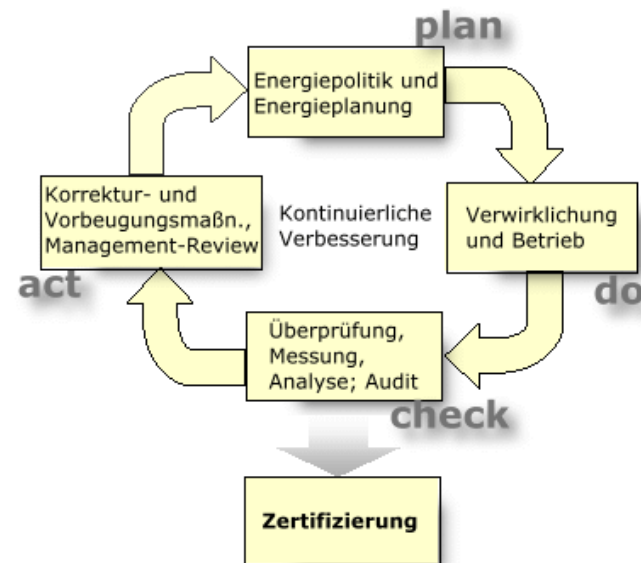 plan
Energiepolitik und
Energieplanung
Korrektur- und
Vorbeugungsmaßn.,
Management-Review
act
Kontinuierliche
Verbesserung
Verwirklichung
und Betrieb
do
Überprüfung,
Messung,
Analyse; Audit
check
Zertifizierung